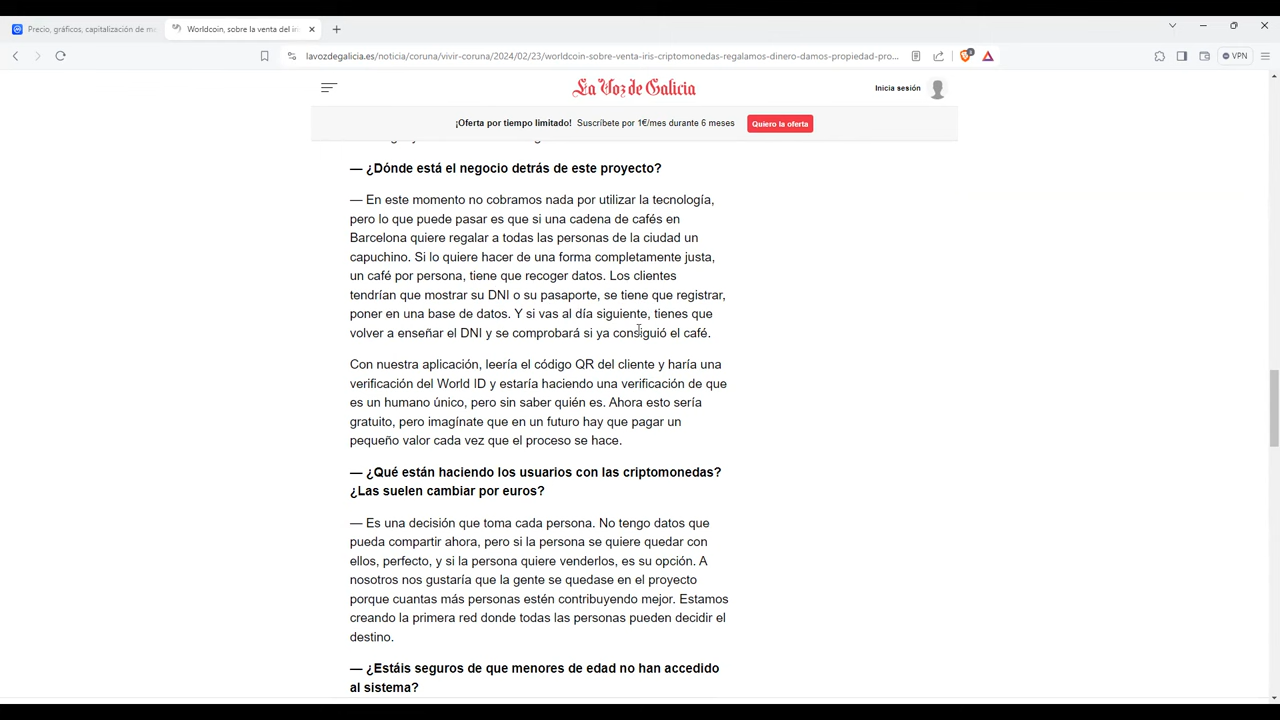 Precio, gráficos, capitalización de me
Worldcoin, sobre la venta del iri
lavozdegalicia.es/noticia/coruna/vivir-coruna/2024/02/23/worldcoin-sobre-venta-iris-criptomonedas-regalamos-dinero-damos-propiedad-pro...
VPN
La Voz de Galicia
Inicia sesión
¡Oferta por tiempo limitado! Suscríbete por 1€/mes durante 6 meses
Quiero la oferta
— ¿Dónde está el negocio detrás de este proyecto?
— En este momento no cobramos nada por utilizar la tecnología,
pero lo que puede pasar es que si una cadena de cafés en
Barcelona quiere regalar a todas las personas de la ciudad un
capuchino. Si lo quiere hacer de una forma completamente justa,
un café por persona, tiene que recoger datos. Los clientes
tendrían que mostrar su DNI o su pasaporte, se tiene que registrar,
poner en una base de datos. Y si vas al día siguiente, tienes que
volver a enseñar el DNI y se comprobará si ya consiguió el café.
Con nuestra aplicación, leería el código QR del cliente y haría una
verificación del World ID y estaría haciendo una verificación de que
es un humano único, pero sin saber quién es. Ahora esto sería
gratuito, pero imagínate que en un futuro hay que pagar un
pequeño valor cada vez que el proceso se hace.
— ¿Qué están haciendo los usuarios con las criptomonedas?
¿Las suelen cambiar por euros?
— Es una decisión que toma cada persona. No tengo datos que
pueda compartir ahora, pero si la persona se quiere quedar con
ellos, perfecto, y si la persona quiere venderlos, es su opción. A
nosotros nos gustaría que la gente se quedase en el proyecto
porque cuantas más personas estén contribuyendo mejor. Estamos
creando la primera red donde todas las personas pueden decidir el
destino.
— ¿Estáis seguros de que menores de edad no han accedido
al sistema?